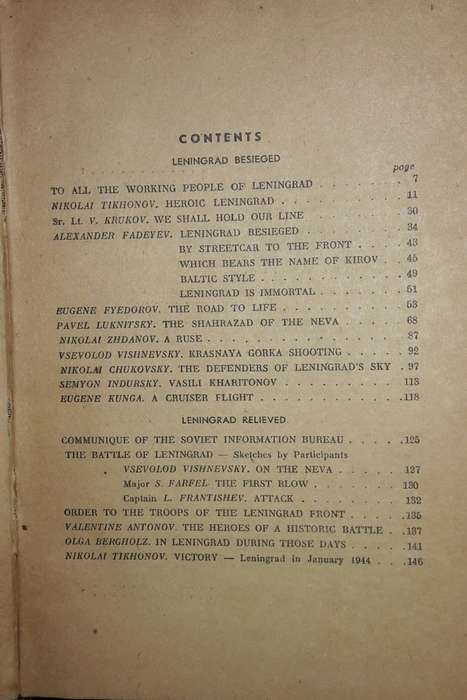 CONTENTS
LENINGRAD BESIEGED
page
TO ALL THE WORKING PEOPLE OF LENINGRAD . . . . . . . 7
NIKOLAI TIKHONOV. HEROIC LENINGRAD . . . . . . . . . 11
Sr. Lt. V. KRUKOV. WE SHALL HOLD OUR LINE . . . . . . 30
ALEXANDER FADEYEV. LENINGRAD BESIEGED . . . . . . . 34
BY STREETCAR TO THE FRONT . . . . 43
WHICH BEARS THE NAME OF KIROV . . 45
BALTIC STYLE . . . . . . . . . . . 49
LENINGRAD IS IMMORTAL . . . . . . 51
EUGENE FYEDOROV. THE ROAD TO LIFE . . . . . . . . . 53
PAVEL LUKNITSKY. THE SHAHRAZAD OF THE NEVA . . . . . 68
NIKOLAI ZHDANOV. A RUSE . . . . . . . . . . . . . . . 87
VSEVOLOD VISHNEVSKY. KRASNAYA GORKA SHOOTING . . . . 92
NIKOLAI CHUKOVSKY. THE DEFENDERS OF LENINGRAD'S SKY . 97
SEMYON INDURSKY. VASILI KHARITONOV . . . . . . . . . 113
EUGENE KUNGA. A CRUISER FLIGHT . . . . . . . . . . . 118
LENINGRAD RELIEVED
COMMUNIQUE OF THE SOVIET INFORMATION BUREAU . . . . . 125
THE BATTLE OF LENINGRAD — Sketches by Participants
VSEVOLOD VISHNEVSKY. ON THE NEVA . . . . . 127
Major S. FARFEL. THE FIRST BLOW . . . . . . . . 130
Captain L. FRANTISHEV. ATTACK . . . . . . . . . 132
ORDER TO THE TROOPS OF THE LENINGRAD FRONT . . . . . 135
VALENTINE ANTONOV. THE HEROES OF A HISTORIC BATTLE . . 137
OLGA BERGHOLZ. IN LENINGRAD DURING THOSE DAYS . . . . . 141
NIKOLAI TIKHONOV. VICTORY — Leningrad in January 1944 . . . 146